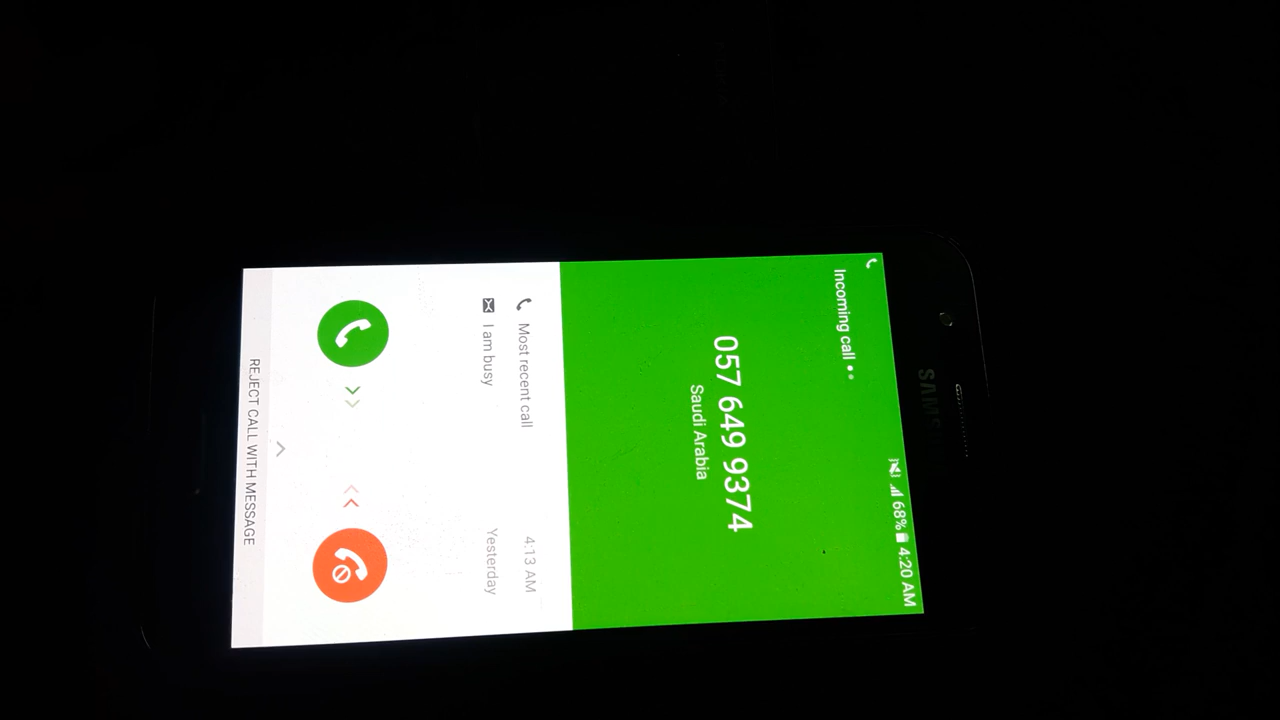 68% 4:20 AM
Incoming call
057 649 9374
Saudi Arabia
Most recent call 4:13 AM
I am busy Yesterday
REJECT CALL WITH MESSAGE
SAMSUNG